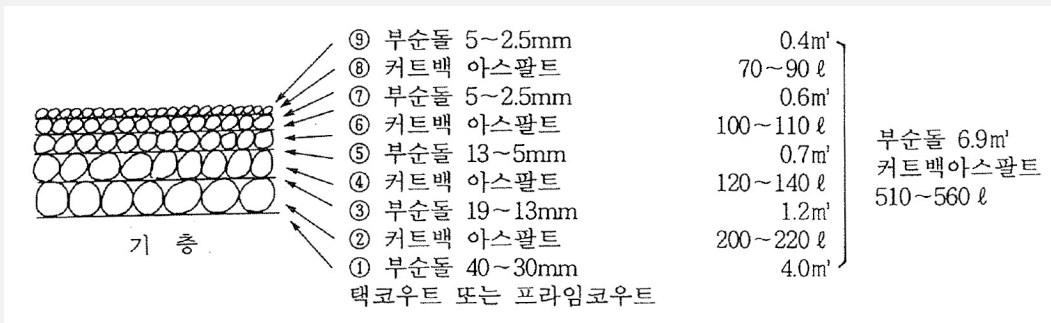 ⑨ 부순돌 5~2.5mm 0.4㎥
⑧ 커트백 아스팔트 70~90ℓ
⑦ 부순돌 5~2.5mm 0.6㎥
⑥ 커트백 아스팔트 100~110ℓ
⑤ 부순돌 13~5mm 0.7㎥
④ 커트백 아스팔트 120~140ℓ
③ 부순돌 19~13mm 1.2㎥
② 커트백 아스팔트 200~220ℓ
① 부순돌 40~30mm 4.0㎥
택코우트 또는 프라임코우트
기 층
부순돌 6.9㎥
커트백아스팔트
510~560ℓ